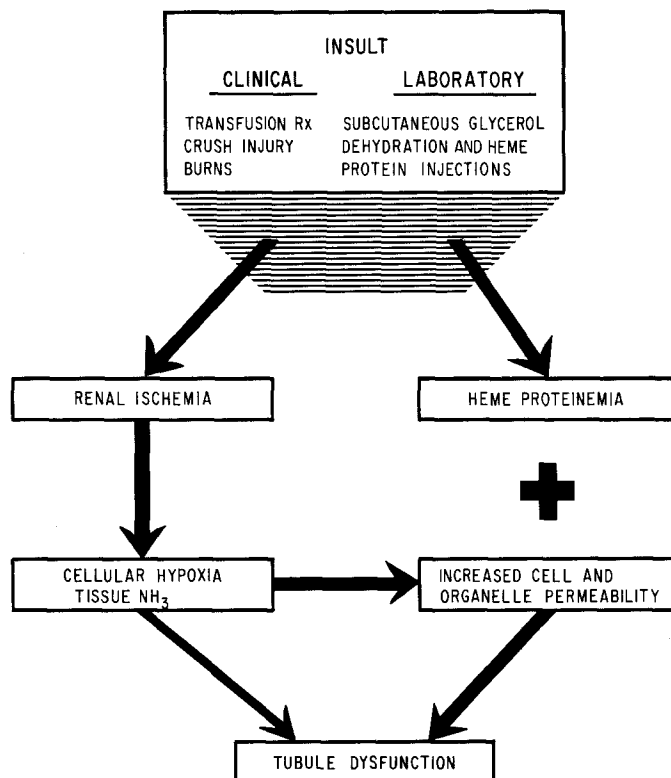 INSULT
CLINICAL
TRANSFUSION Rx
CRUSH INJURY
BURNS
LABORATORY
SUBCUTANEOUS GLYCEROL
DEHYDRATION AND HEME
PROTEIN INJECTIONS
RENAL ISCHEMIA
HEME PROTEINEMIA
+
CELLULAR HYPOXIA
TISSUE NH3
INCREASED CELL AND
ORGANELLE PERMEABILITY
TUBULE DYSFUNCTION